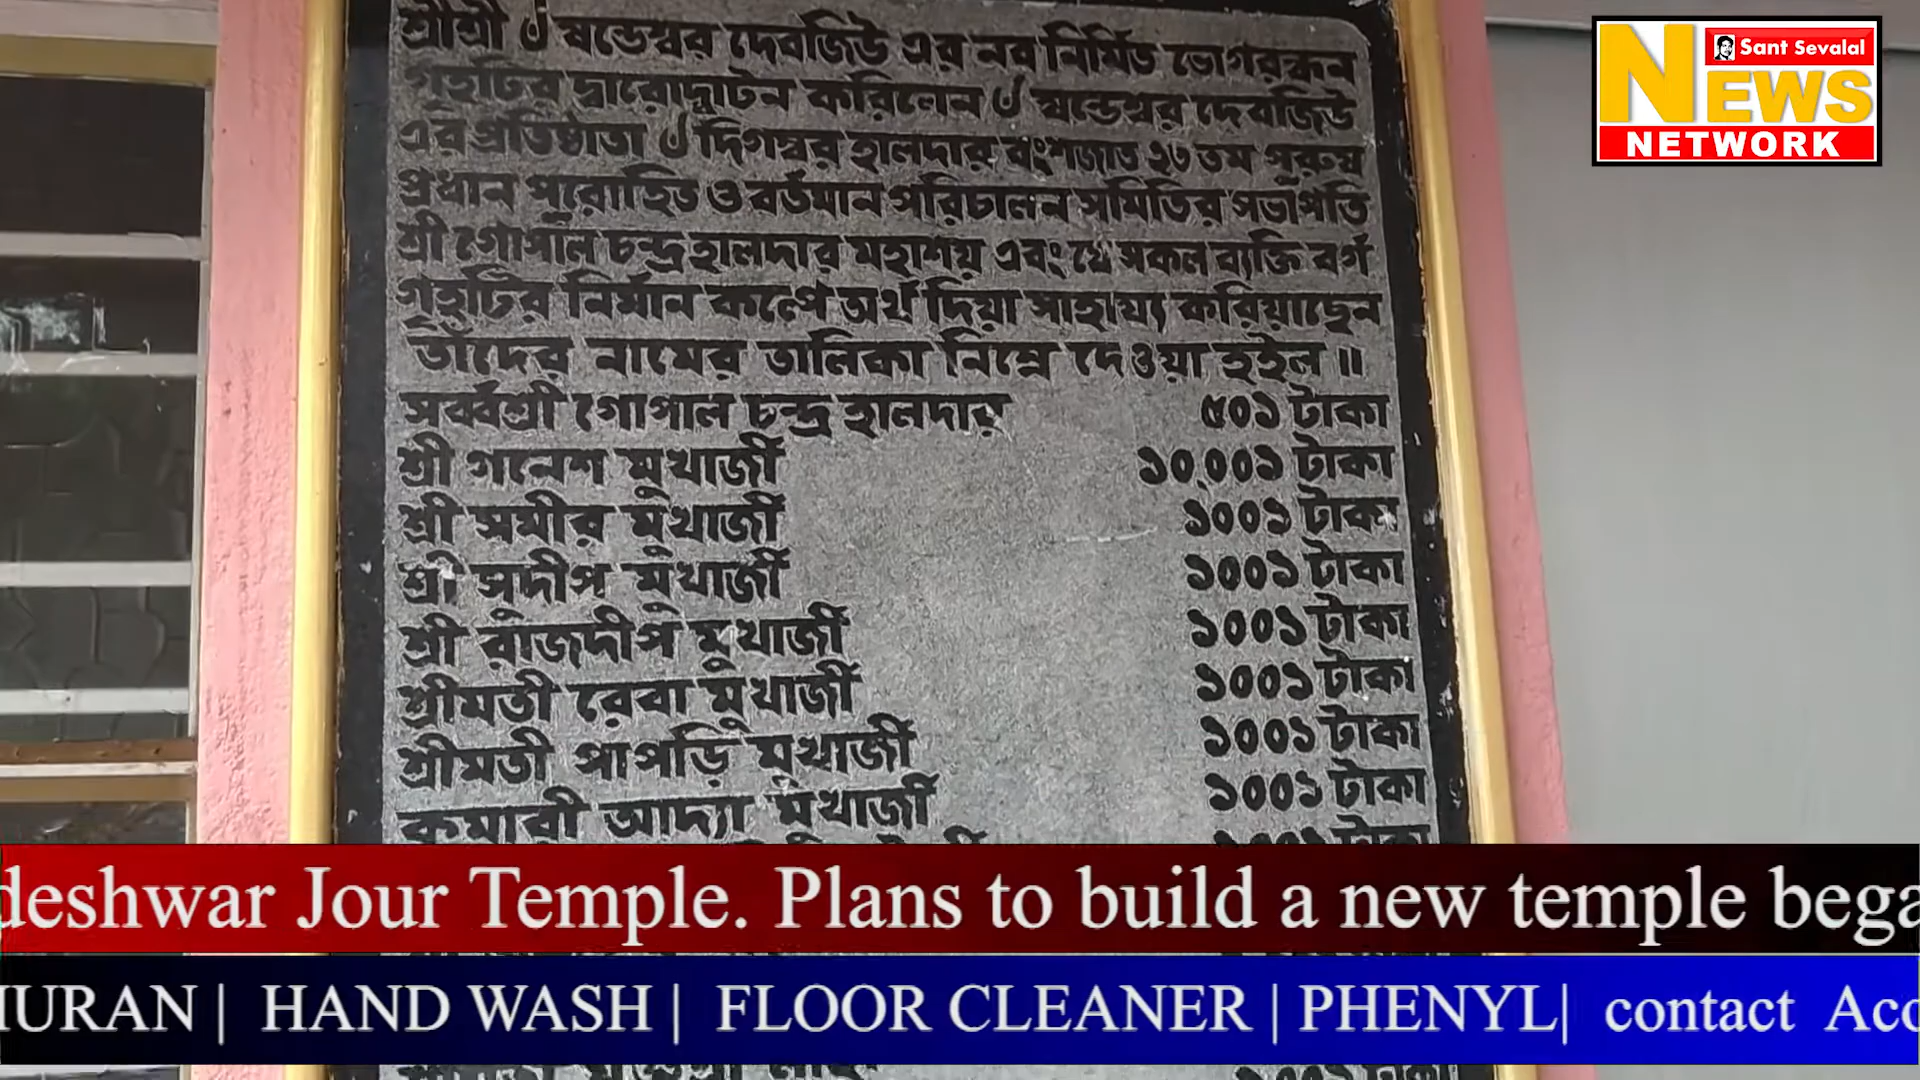 শ্রীশ্রী ঁ ষন্ডেশ্বর দেবজিউ এর নব নির্মিত ভোগরন্ধন
গৃহটির দ্বারোদ্ঘাটন করিলেন ঁ ষন্ডেশ্বর দেবজিউ
এর প্রতিষ্ঠাতা ঁ দিগম্বর হালদার বংশজাত ২৩ তম পুরুষ
প্রধান পুরোহিত ও বর্তমান পরিচালন সমিতির সভাপতি
শ্রী গোপাল চন্দ্র হালদার মহাশয় এবং যে সকল ব্যক্তি বর্গ
গৃহটির নির্মান কল্পে অর্থ দিয়া সাহায্য করিয়াছেন
তাঁদের নামের তালিকা নিম্নে দেওয়া হইল ॥
সর্ব্বশ্রী গোপাল চন্দ্র হালদার ৫০১ টাকা
শ্রী গনেশ মুখার্জী ১০,০০১ টাকা
শ্রী সমীর মুখার্জী ১০০১ টাকা
শ্রী সুদীপ মুখার্জী ১০০১ টাকা
শ্রী রাজদীপ মুখার্জী ১০০১ টাকা
শ্রীমতী রেবা মুখার্জী ১০০১ টাকা
শ্রীমতী পাপড়ি মুখার্জী ১০০১ টাকা
কুমারী আদ্যা মুখার্জী ১০০১ টাকা
Sant Sevalal
NEWS
NETWORK
deshwar Jour Temple. Plans to build a new temple bega
HURAN | HAND WASH | FLOOR CLEANER | PHENYL| contact Acc